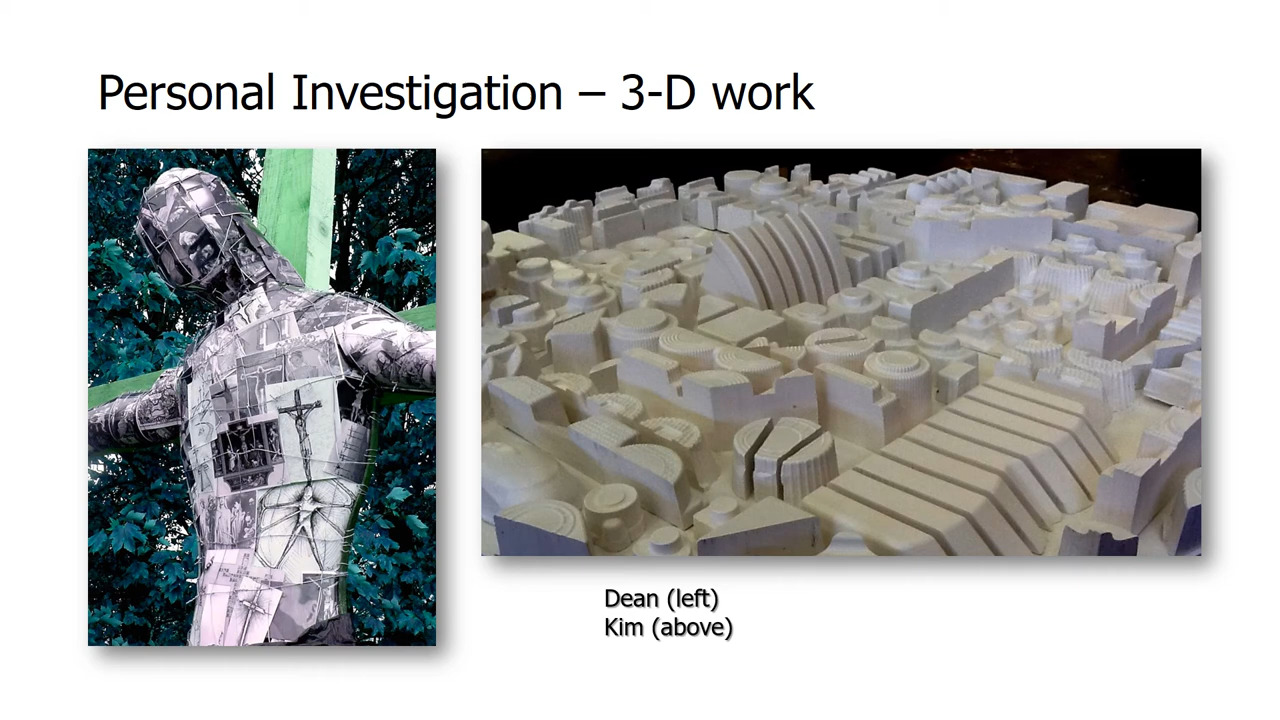 Personal Investigation – 3-D work
Dean (left)
Kim (above)